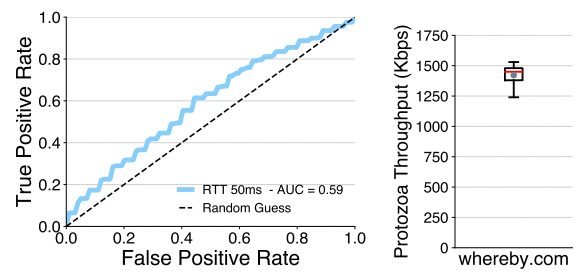 True Positive Rate
1.0
0.8
0.6
0.4
0.2
0.0
RTT 50ms - AUC = 0.59
Random Guess
0.0 0.2 0.4 0.6 0.8 1.0
False Positive Rate
Protozoa Throughput (Kbps)
1750
1500
1250
1000
750
500
250
0
whereby.com